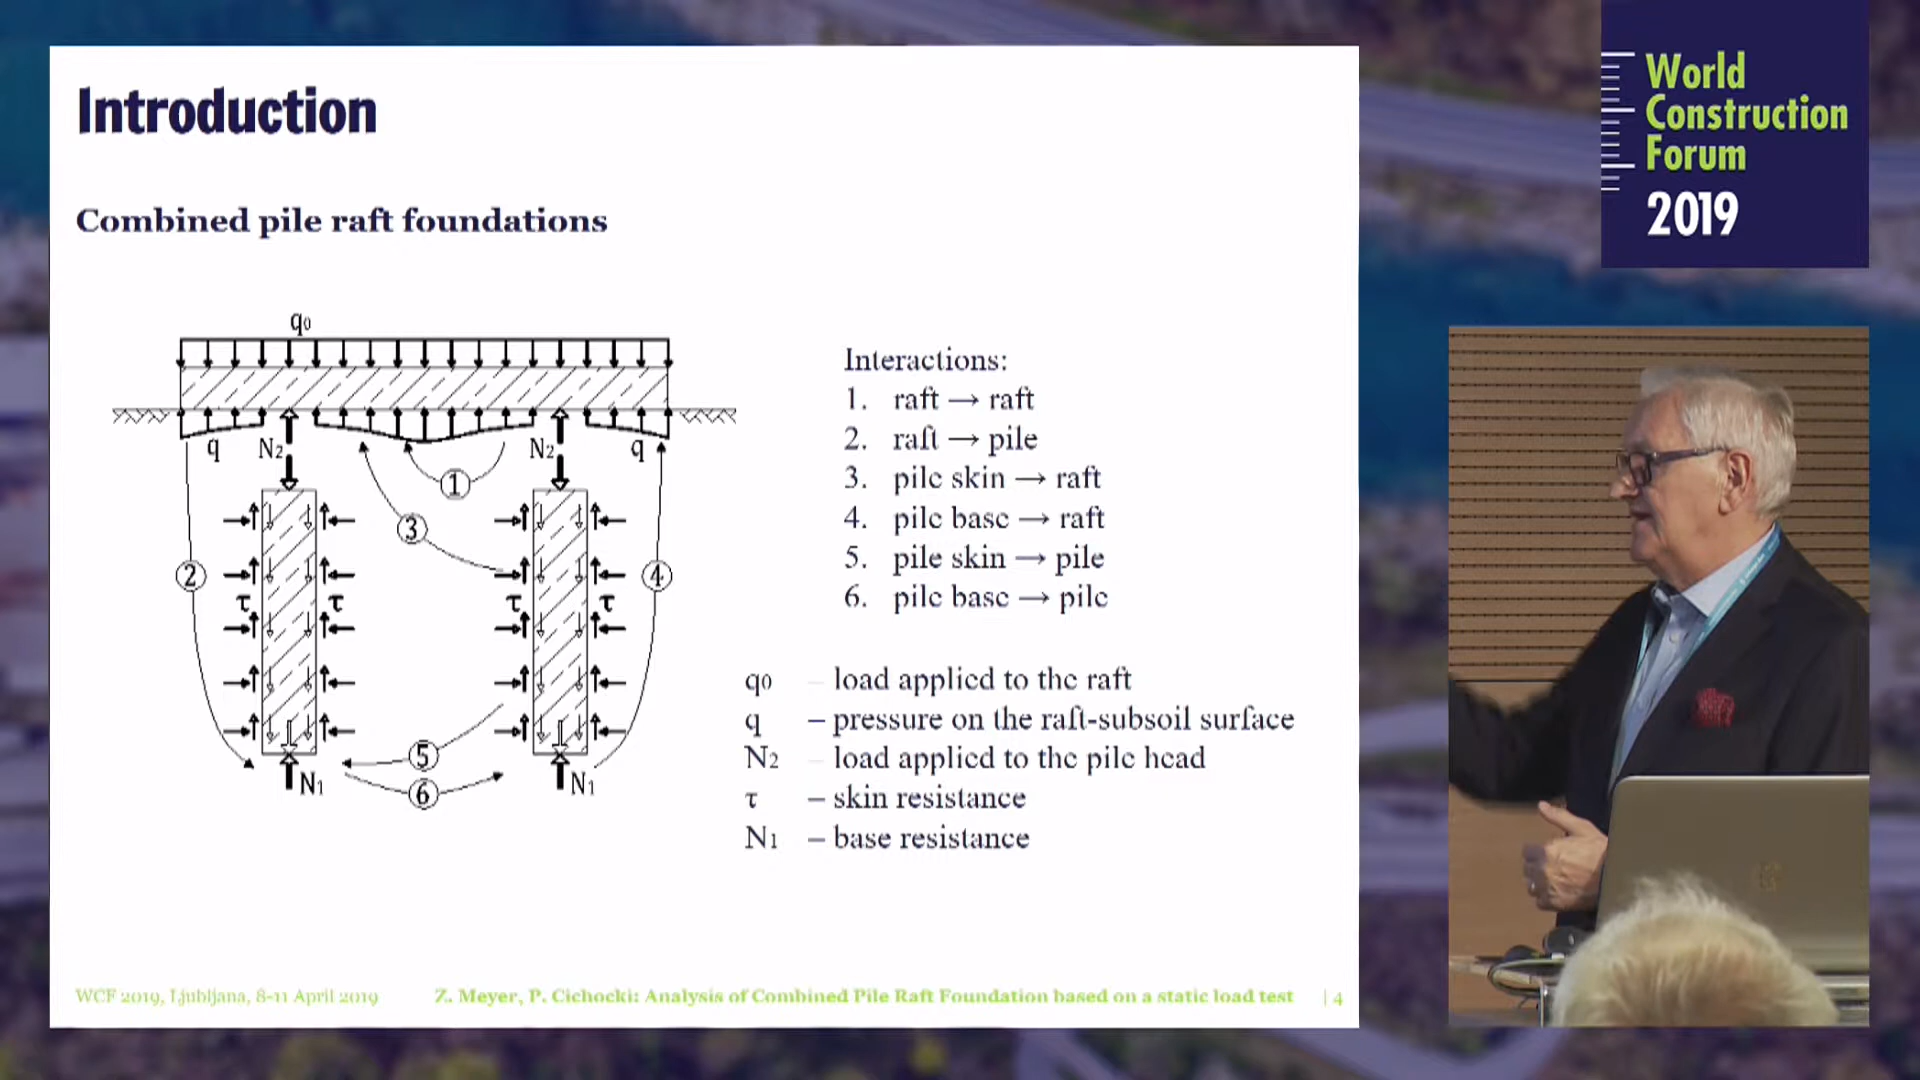 Introduction
Combined pile raft foundations
q0
q
N2
N2
q
1
3
2
4
τ
τ
τ
τ
5
N1
6
N1
Interactions:
1. raft → raft
2. raft → pile
3. pile skin → raft
4. pile base → raft
5. pile skin → pile
6. pile base → pile
q0 – load applied to the raft
q – pressure on the raft-subsoil surface
N2 – load applied to the pile head
τ – skin resistance
N1 – base resistance
WCF 2019, Ljubljana, 8-11 April 2019
Z. Meyer, P. Cichocki: Analysis of Combined Pile Raft Foundation based on a static load test | 4
World
Construction
Forum
2019